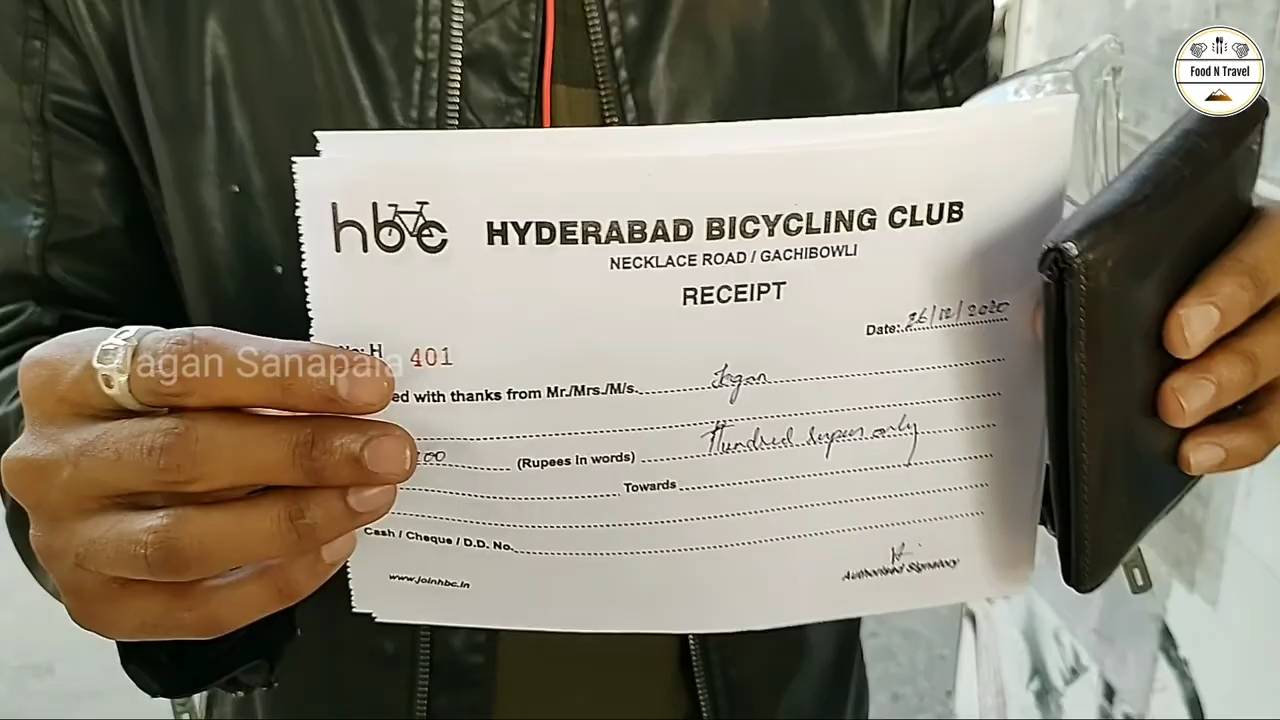 Food N Travel
hbc
HYDERABAD BICYCLING CLUB
NECKLACE ROAD / GACHIBOWLI
RECEIPT
Date: 26/12/2020
No: H 401
agan Sanapala
ed with thanks from Mr./Mrs./M/s. Jagan
100 (Rupees in words) Hundred rupees only
Towards
Cash / Cheque / D.D. No.
www.joinhbc.in
Authorised Signatory